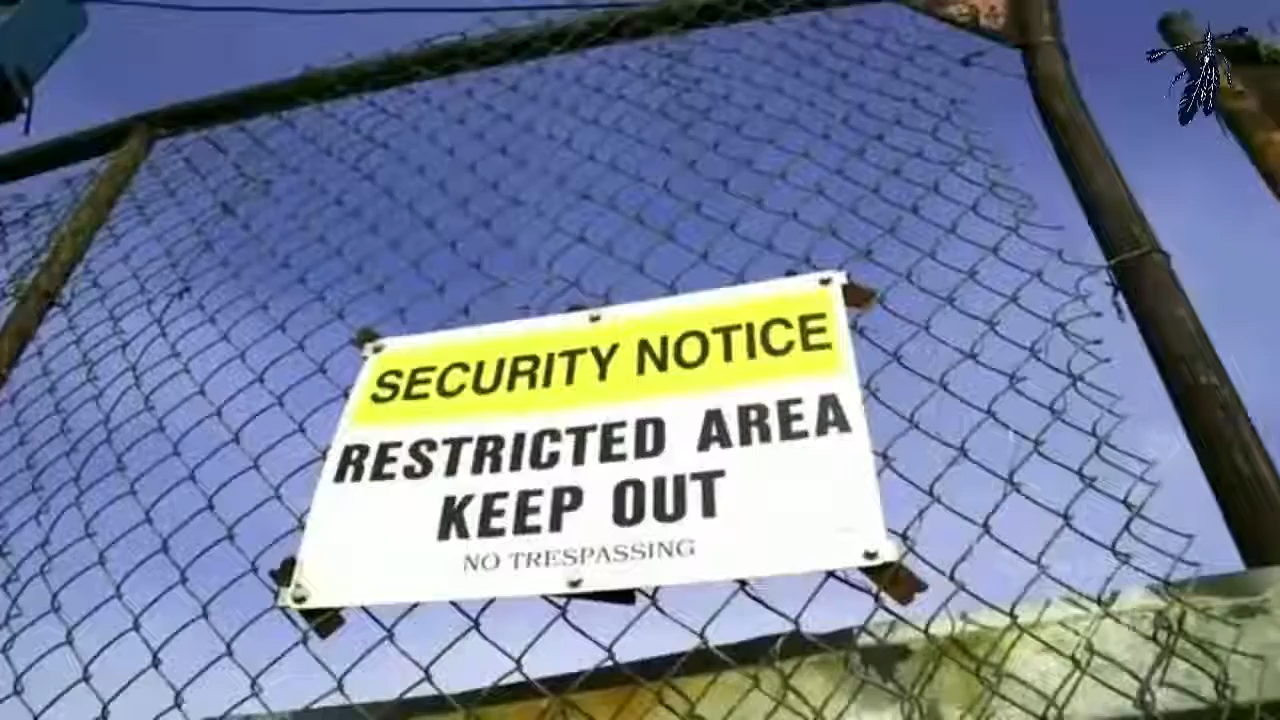 SECURITY NOTICE
RESTRICTED AREA
KEEP OUT
NO TRESPASSING